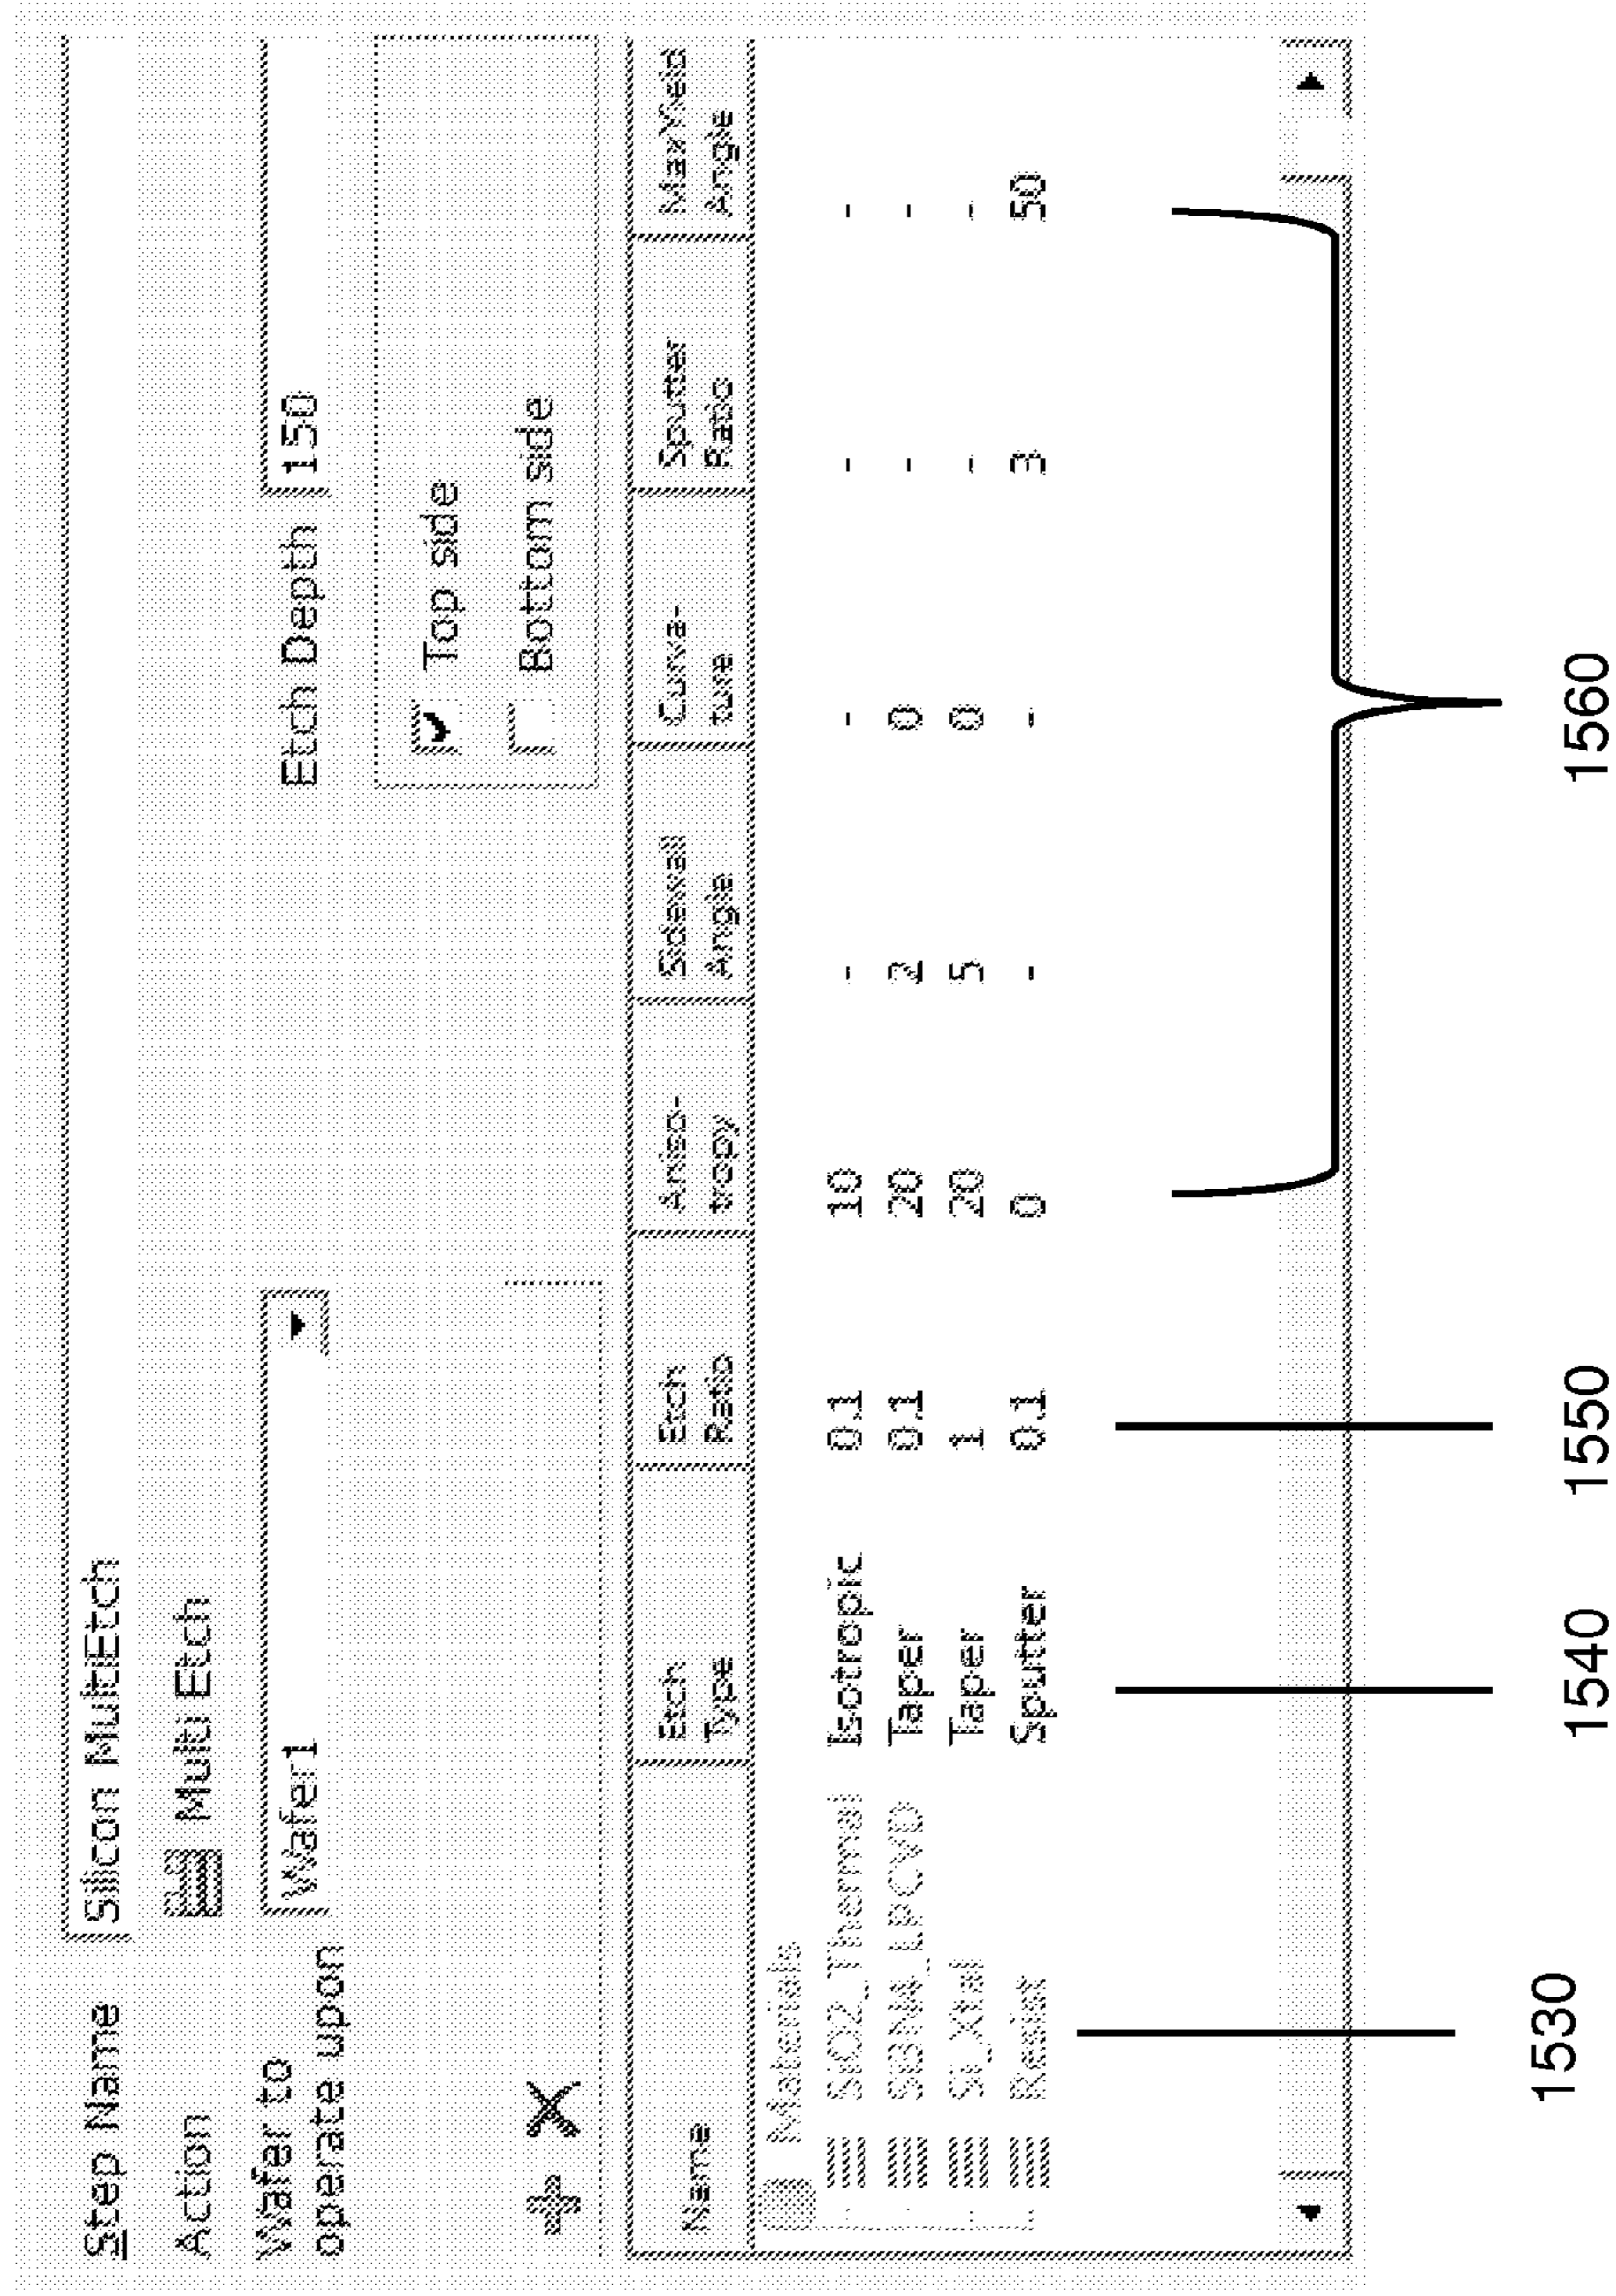 Step Name Silicon MultiEtch
Action Multi Etch
Wafer to
operate upon Wafer1 Etch Depth 150
Top side
Bottom side
Name Etch Type Etch Ratio Aniso-tropy Sidewall Angle Curva-ture Sputter Ratio Max Yield Angle
Materials
SiO2_Thermal Isotropic 0.1 10 - - - -
Si3N4_LPCVD Taper 0.1 20 2 0 - -
Si_Xtal Taper 1 20 5 0 - -
Resist Sputter 0.1 0 - - 3 50
1530 1540 1550 1560